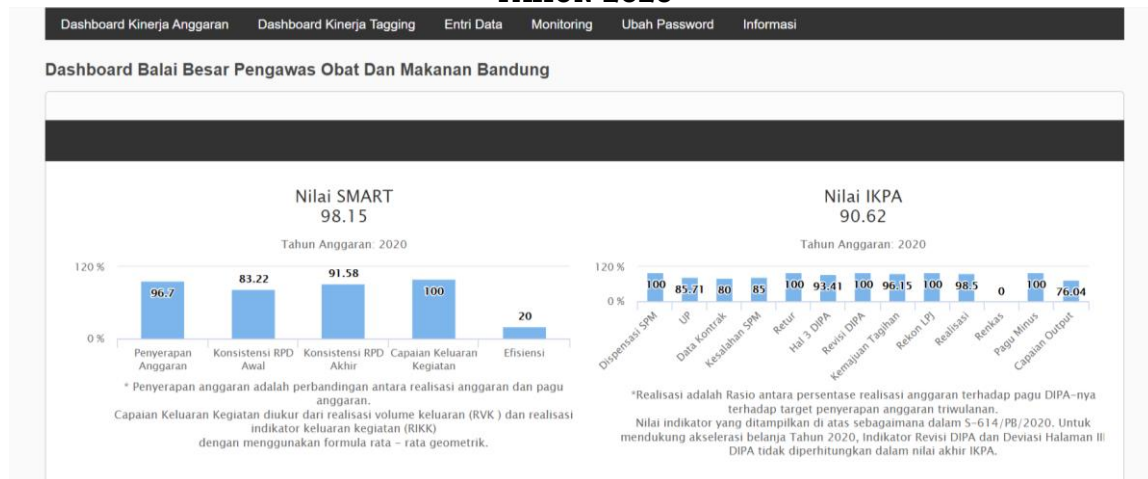 Dashboard Kinerja Anggaran Dashboard Kinerja Tagging Entri Data Monitoring Ubah Password Informasi
Dashboard Balai Besar Pengawas Obat Dan Makanan Bandung
Nilai SMART
98.15
Tahun Anggaran: 2020
120 %
0 %
96.7
83.22
91.58
100
20
Penyerapan Anggaran
Konsistensi RPD Awal
Konsistensi RPD Akhir
Capaian Keluaran Kegiatan
Efisiensi
* Penyerapan anggaran adalah perbandingan antara realisasi anggaran dan pagu
anggaran.
Capaian Keluaran Kegiatan diukur dari realisasi volume keluaran (RVK ) dan realisasi
indikator keluaran kegiatan (RIKK)
dengan menggunakan formula rata - rata geometrik.
Nilai IKPA
90.62
Tahun Anggaran: 2020
120 %
0 %
100 85.71 80 85 100 93.41 100 96.15 100 98.5 0 100 76.04
Dispensasi SPM
UP
Data Kontrak
Kesalahan SPM
Retur
Hal 3 DIPA
Revisi DIPA
Kemajuan Tagihan
Rekon LPJ
Realisasi
Renkas
Pagu Minus
Capaian Output
*Realisasi adalah Rasio antara persentase realisasi anggaran terhadap pagu DIPA-nya
terhadap target penyerapan anggaran triwulanan.
Nilai indikator yang ditampilkan di atas sebagaimana dalam S-614/PB/2020. Untuk
mendukung akselerasi belanja Tahun 2020, Indikator Revisi DIPA dan Deviasi Halaman III
DIPA tidak diperhitungkan dalam nilai akhir IKPA.